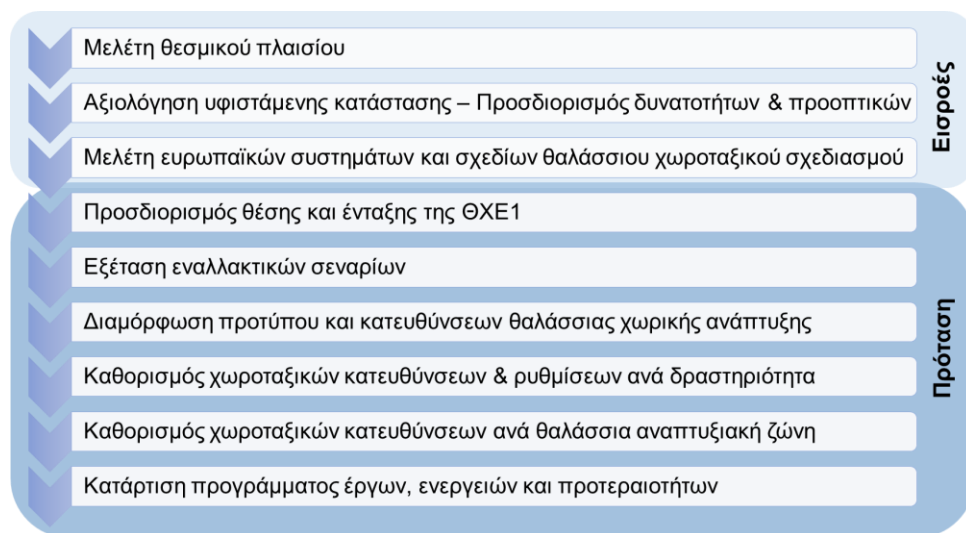 Μελέτη θεσμικού πλαισίου
Αξιολόγηση υφιστάμενης κατάστασης – Προσδιορισμός δυνατοτήτων & προοπτικών
Μελέτη ευρωπαϊκών συστημάτων και σχεδίων θαλάσσιου χωροταξικού σχεδιασμού
Εισροές
Προσδιορισμός θέσης και ένταξης της ΘΧΕ1
Εξέταση εναλλακτικών σεναρίων
Διαμόρφωση προτύπου και κατευθύνσεων θαλάσσιας χωρικής ανάπτυξης
Καθορισμός χωροταξικών κατευθύνσεων & ρυθμίσεων ανά δραστηριότητα
Καθορισμός χωροταξικών κατευθύνσεων ανά θαλάσσια αναπτυξιακή ζώνη
Κατάρτιση προγράμματος έργων, ενεργειών και προτεραιοτήτων
Πρόταση